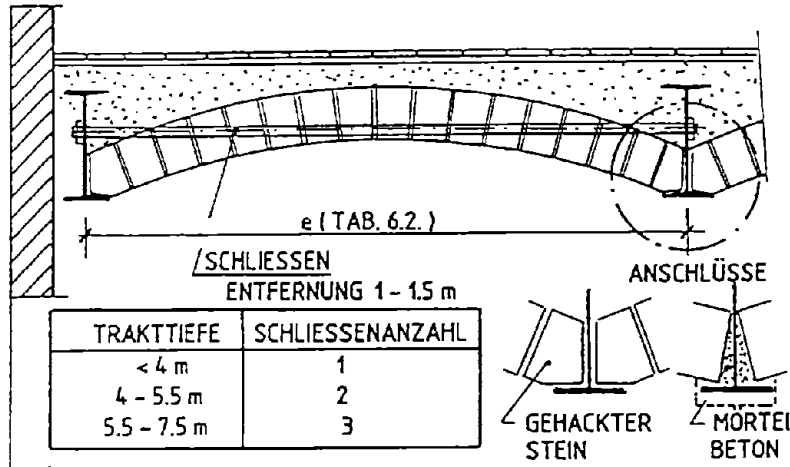 e ( TAB. 6.2. )
SCHLIESSEN
ENTFERNUNG 1 - 1.5 m
ANSCHLÜSSE
TRAKTTIEFE SCHLIESSENANZAHL
< 4 m 1
4 - 5.5 m 2
5.5 - 7.5 m 3
GEHACKTER
STEIN
MÖRTEL
BETON